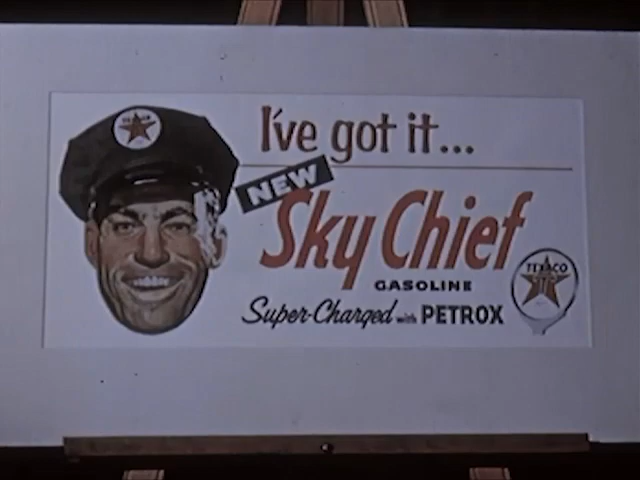 I've got it...
NEW
Sky Chief
GASOLINE
Super-Charged with PETROX
TEXACO